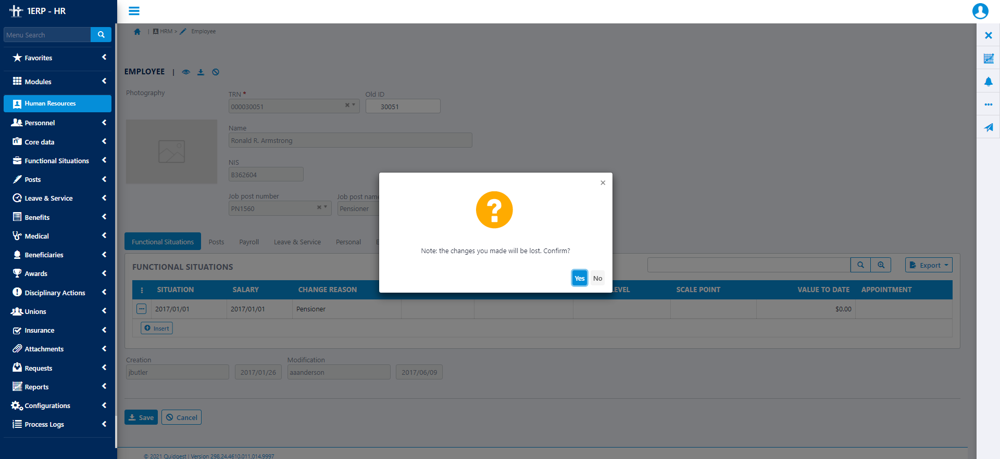 1ERP - HR
Menu Search
Favorites
Modules
Human Resources
Personnel
Core data
Functional Situations
Posts
Leave & Service
Benefits
Medical
Beneficiaries
Awards
Disciplinary Actions
Unions
Insurance
Attachments
Requests
Reports
Configurations
Process Logs
| HRM > Employee
EMPLOYEE |
Photography
TRN * Old ID
000030051 30051
Name
Ronald R. Armstrong
NIS
B362604
Job post number Job post name
PN1560 Pensioner
Functional Situations Posts Payroll Leave & Service Personal
Note: the changes you made will be lost. Confirm?
Yes No
FUNCTIONAL SITUATIONS
Export
SITUATION SALARY CHANGE REASON LEVEL SCALE POINT VALUE TO DATE APPOINTMENT
2017/01/01 2017/01/01 Pensioner $0.00
Insert
Creation Modification
jbutler 2017/01/26 aaanderson 2017/06/09
Save Cancel
© 2021 Quidgest | Version 298.24.4610.011.014.9997